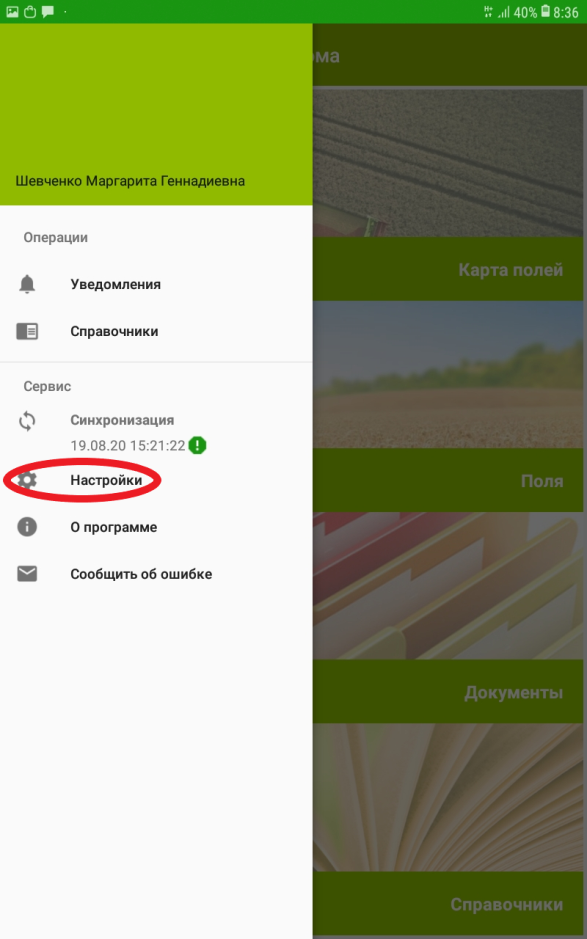 H+ 40% 8:36
ома
Шевченко Маргарита Геннадиевна
Операции
Уведомления
Справочники
Сервис
Синхронизация
19.08.20 15:21:22
Настройки
О программе
Сообщить об ошибке
Карта полей
Поля
Документы
Справочники